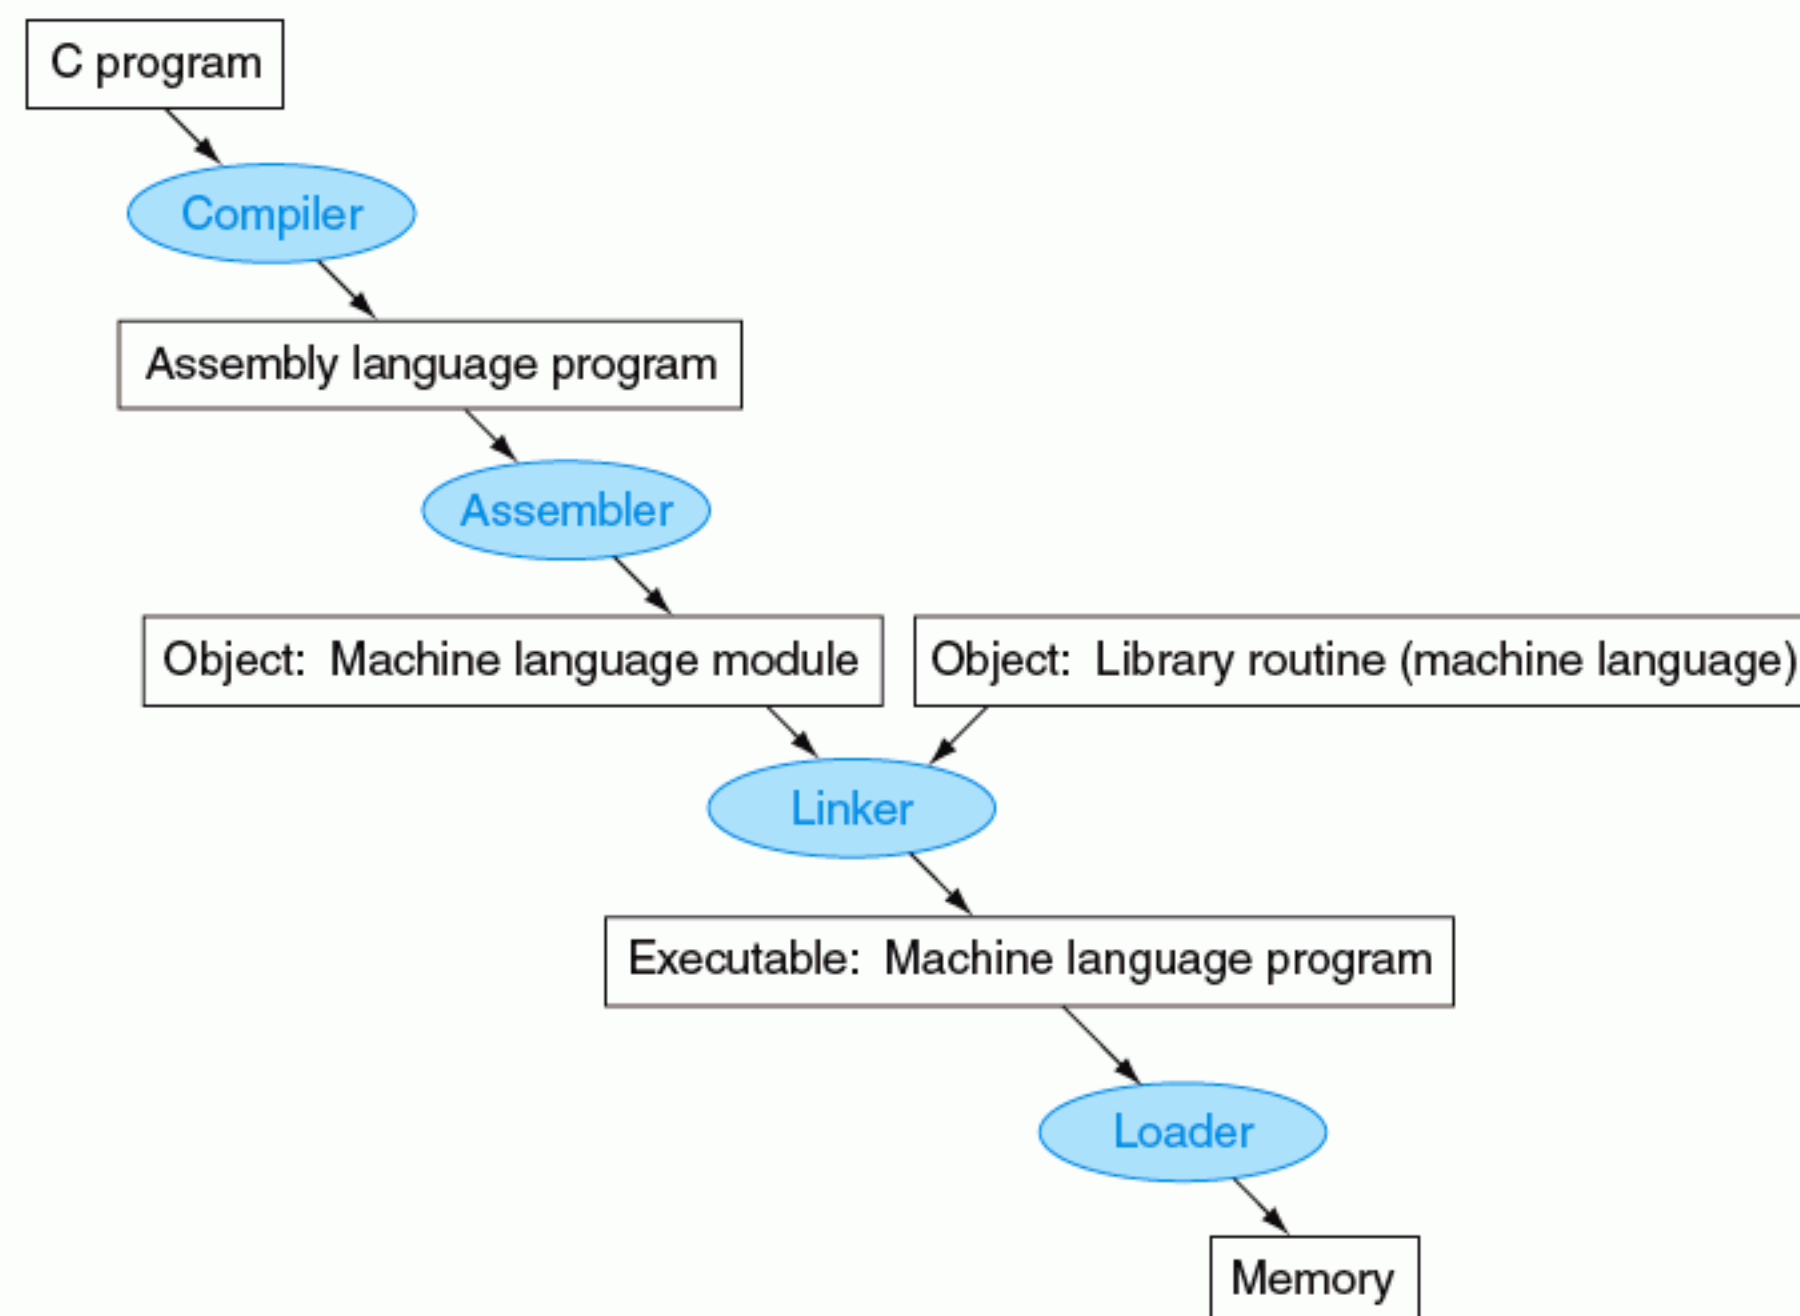 C program
Compiler
Assembly language program
Assembler
Object: Machine language module
Object: Library routine (machine language)
Linker
Executable: Machine language program
Loader
Memory